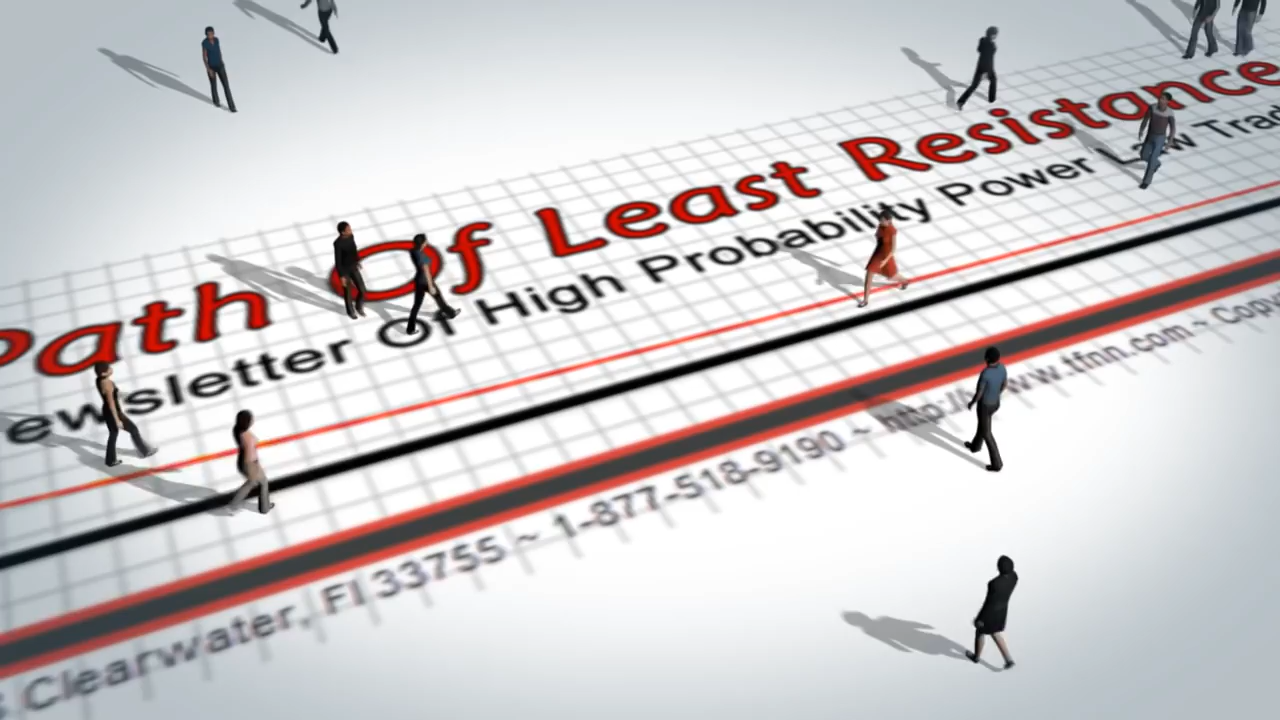 Path Of Least Resistance
ewsletter Of High Probability Power Law Trad
Clearwater, Fl 33755 ~ 1-877-518-9190 ~ http://www.tfnn.com ~ Copy